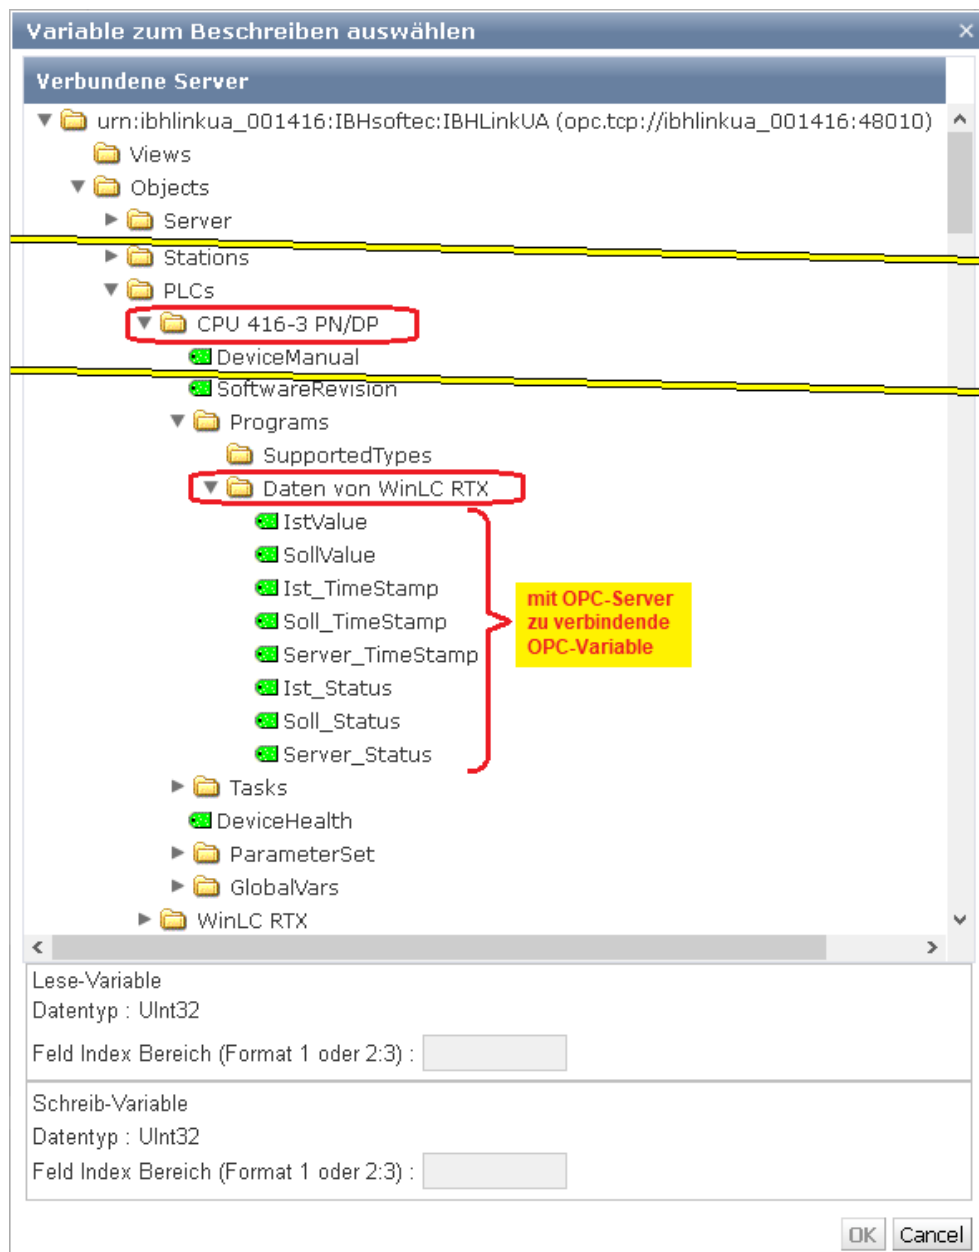 Variable zum Beschreiben auswählen
Verbundene Server
urn:ibhlinkua_001416:IBHsoftec:IBHLinkUA (opc.tcp://ibhlinkua_001416:48010)
Views
Objects
Server
Stations
PLCs
CPU 416-3 PN/DP
DeviceManual
SoftwareRevision
Programs
SupportedTypes
Daten von WinLC RTX
IstValue
SollValue
Ist_TimeStamp
Soll_TimeStamp
Server_TimeStamp
Ist_Status
Soll_Status
Server_Status
mit OPC-Server
zu verbindende
OPC-Variable
Tasks
DeviceHealth
ParameterSet
GlobalVars
WinLC RTX
Lese-Variable
Datentyp : UInt32
Feld Index Bereich (Format 1 oder 2:3) :
Schreib-Variable
Datentyp : UInt32
Feld Index Bereich (Format 1 oder 2:3) :
OK Cancel